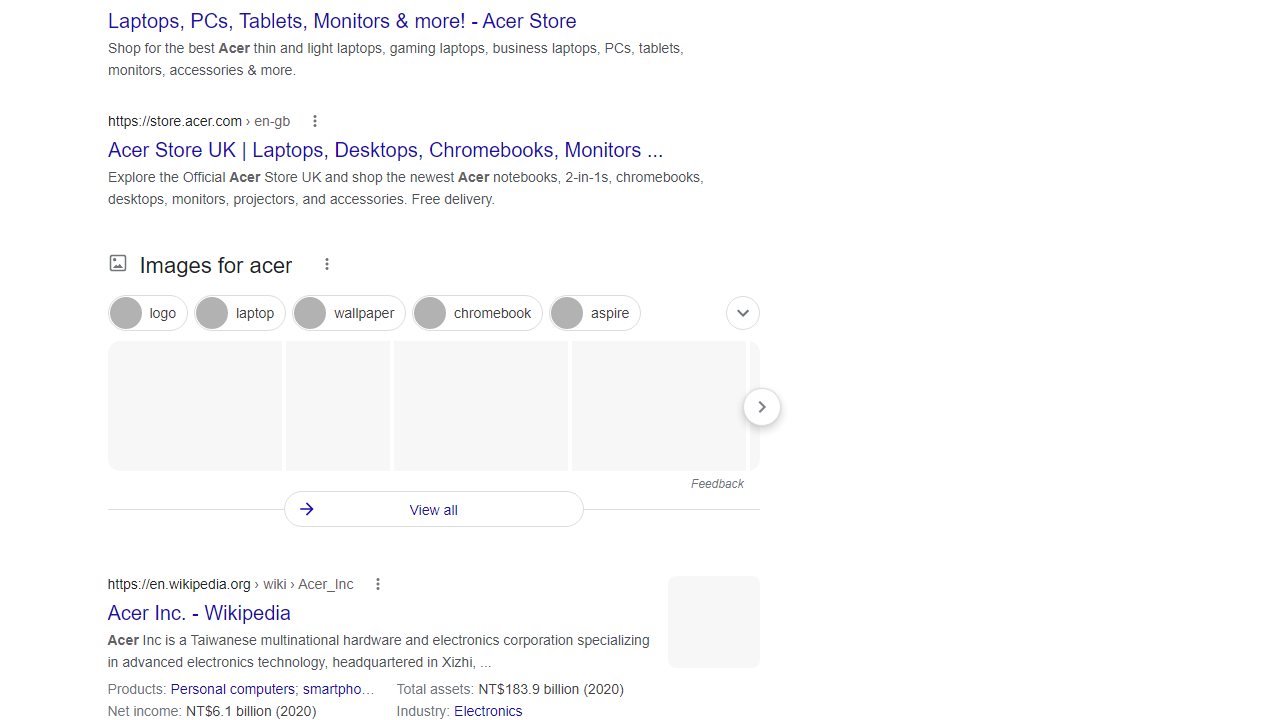 Laptops, PCs, Tablets, Monitors & more! - Acer Store
Shop for the best Acer thin and light laptops, gaming laptops, business laptops, PCs, tablets,
monitors, accessories & more.
https://store.acer.com › en-gb
Acer Store UK | Laptops, Desktops, Chromebooks, Monitors ...
Explore the Official Acer Store UK and shop the newest Acer notebooks, 2-in-1s, chromebooks,
desktops, monitors, projectors, and accessories. Free delivery.
Images for acer
logo laptop wallpaper chromebook aspire
Feedback
View all
https://en.wikipedia.org › wiki › Acer_Inc
Acer Inc. - Wikipedia
Acer Inc is a Taiwanese multinational hardware and electronics corporation specializing
in advanced electronics technology, headquartered in Xizhi, ...
Products: Personal computers; smartpho… Total assets: NT$183.9 billion (2020)
Net income: NT$6.1 billion (2020) Industry: Electronics